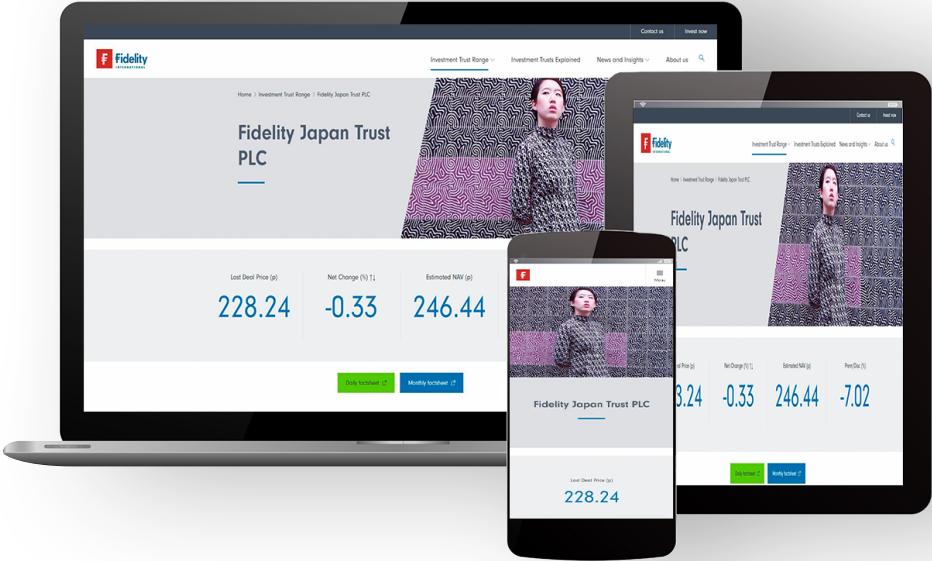 Contact us
Invest now
Fidelity
INTERNATIONAL
Investment Trust Range
Investment Trusts Explained
News and Insights
About us
Home > Investment Trust Range > Fidelity Japan Trust PLC
Fidelity Japan Trust
PLC
Last Deal Price (p)
Net Change (%) ↑↓
Estimated NAV (p)
228.24
-0.33
246.44
Daily factsheet
Monthly factsheet
Contact us
Invest now
Fidelity
INTERNATIONAL
Investment Trust Range
Investment Trusts Explained
News and Insights
About us
Home > Investment Trust Range > Fidelity Japan Trust PLC
Fidelity Japan Trust
PLC
al Price (p)
Net Change (%) ↑↓
Estimated NAV (p)
Prem/Disc (%)
8.24
-0.33
246.44
-7.02
Daily factsheet
Monthly factsheet
Menu
Fidelity Japan Trust PLC
Last Deal Price (p)
228.24